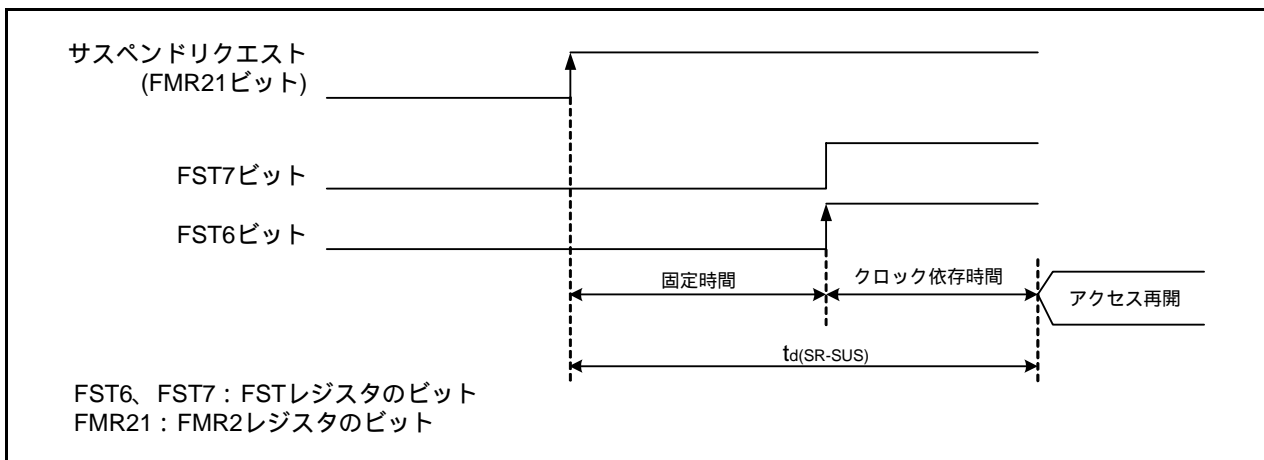 サスペンドリクエスト
(FMR21ビット)
FST7ビット
FST6ビット
固定時間
クロック依存時間
アクセス再開
td(SR-SUS)
FST6、FST7：FSTレジスタのビット
FMR21：FMR2レジスタのビット